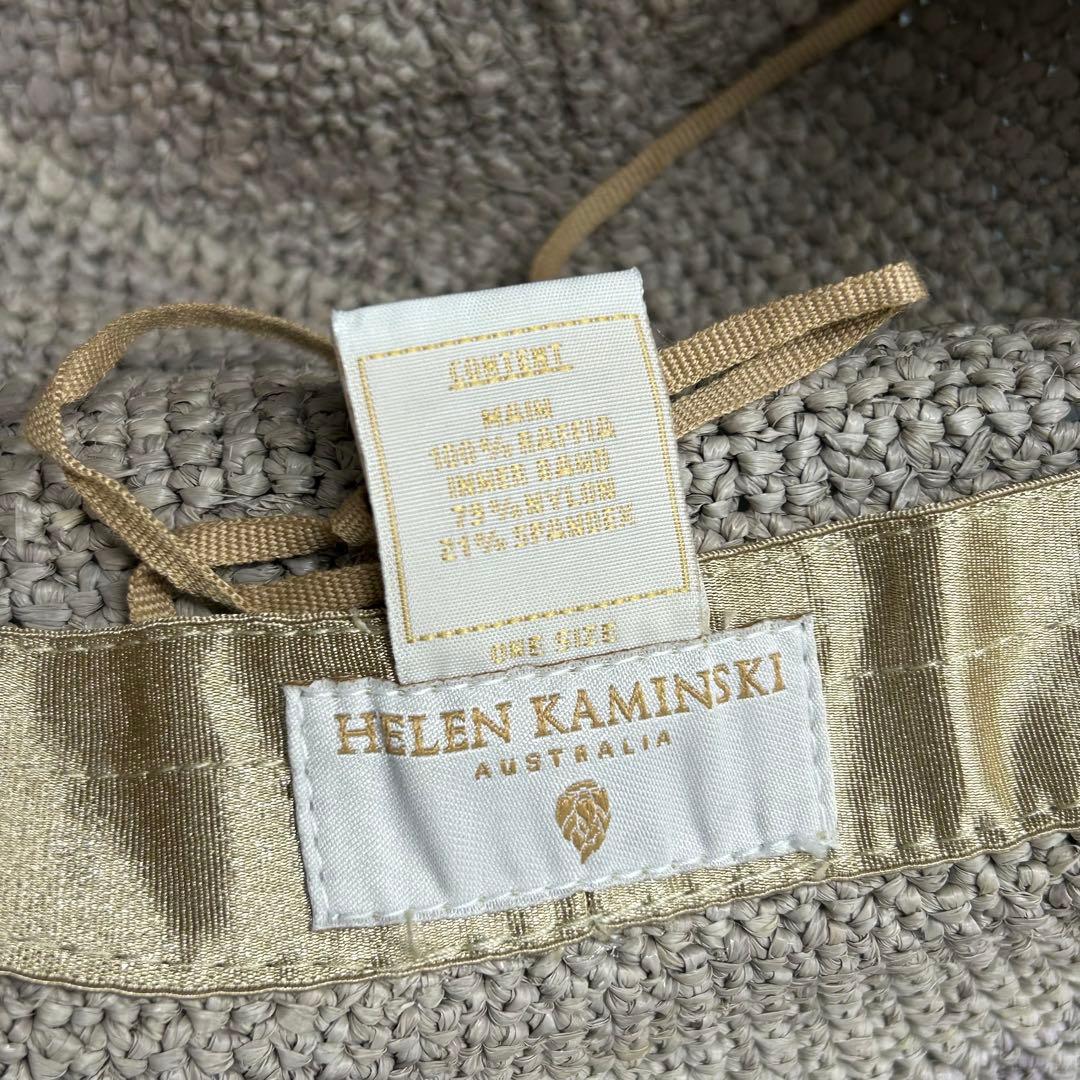 CONTENT
MAIN
100% RAFFIA
INNER BAND
79% NYLON
21% SPANDEX
ONE SIZE
HELEN KAMINSKI
AUSTRALIA